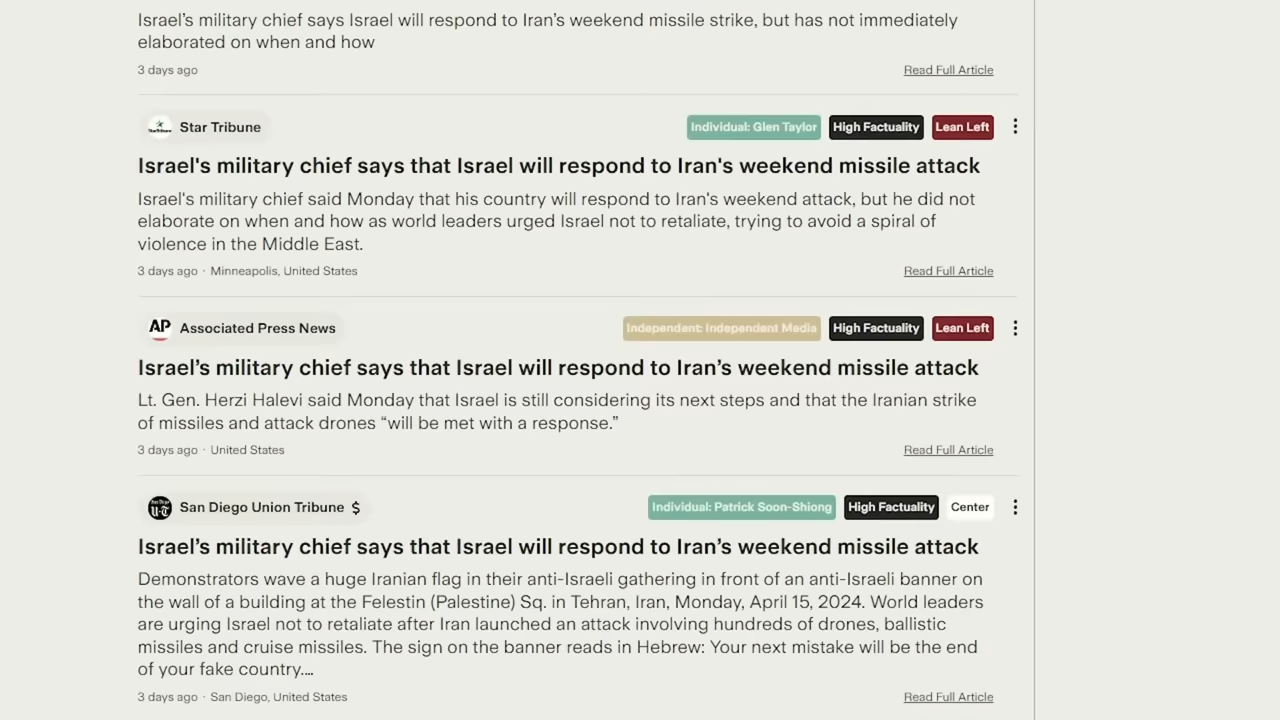 Israel’s military chief says Israel will respond to Iran’s weekend missile strike, but has not immediately
elaborated on when and how
3 days ago
Read Full Article
Star Tribune
Individual: Glen Taylor
High Factuality
Lean Left
Israel's military chief says that Israel will respond to Iran's weekend missile attack
Israel's military chief said Monday that his country will respond to Iran's weekend attack, but he did not
elaborate on when and how as world leaders urged Israel not to retaliate, trying to avoid a spiral of
violence in the Middle East.
3 days ago · Minneapolis, United States
Read Full Article
AP
Associated Press News
Independent: Independent Media
High Factuality
Lean Left
Israel’s military chief says that Israel will respond to Iran’s weekend missile attack
Lt. Gen. Herzi Halevi said Monday that Israel is still considering its next steps and that the Iranian strike
of missiles and attack drones “will be met with a response.”
3 days ago · United States
Read Full Article
U-T
San Diego Union Tribune $
Individual: Patrick Soon-Shiong
High Factuality
Center
Israel’s military chief says that Israel will respond to Iran’s weekend missile attack
Demonstrators wave a huge Iranian flag in their anti-Israeli gathering in front of an anti-Israeli banner on
the wall of a building at the Felestin (Palestine) Sq. in Tehran, Iran, Monday, April 15, 2024. World leaders
are urging Israel not to retaliate after Iran launched an attack involving hundreds of drones, ballistic
missiles and cruise missiles. The sign on the banner reads in Hebrew: Your next mistake will be the end
of your fake country.…
3 days ago · San Diego, United States
Read Full Article